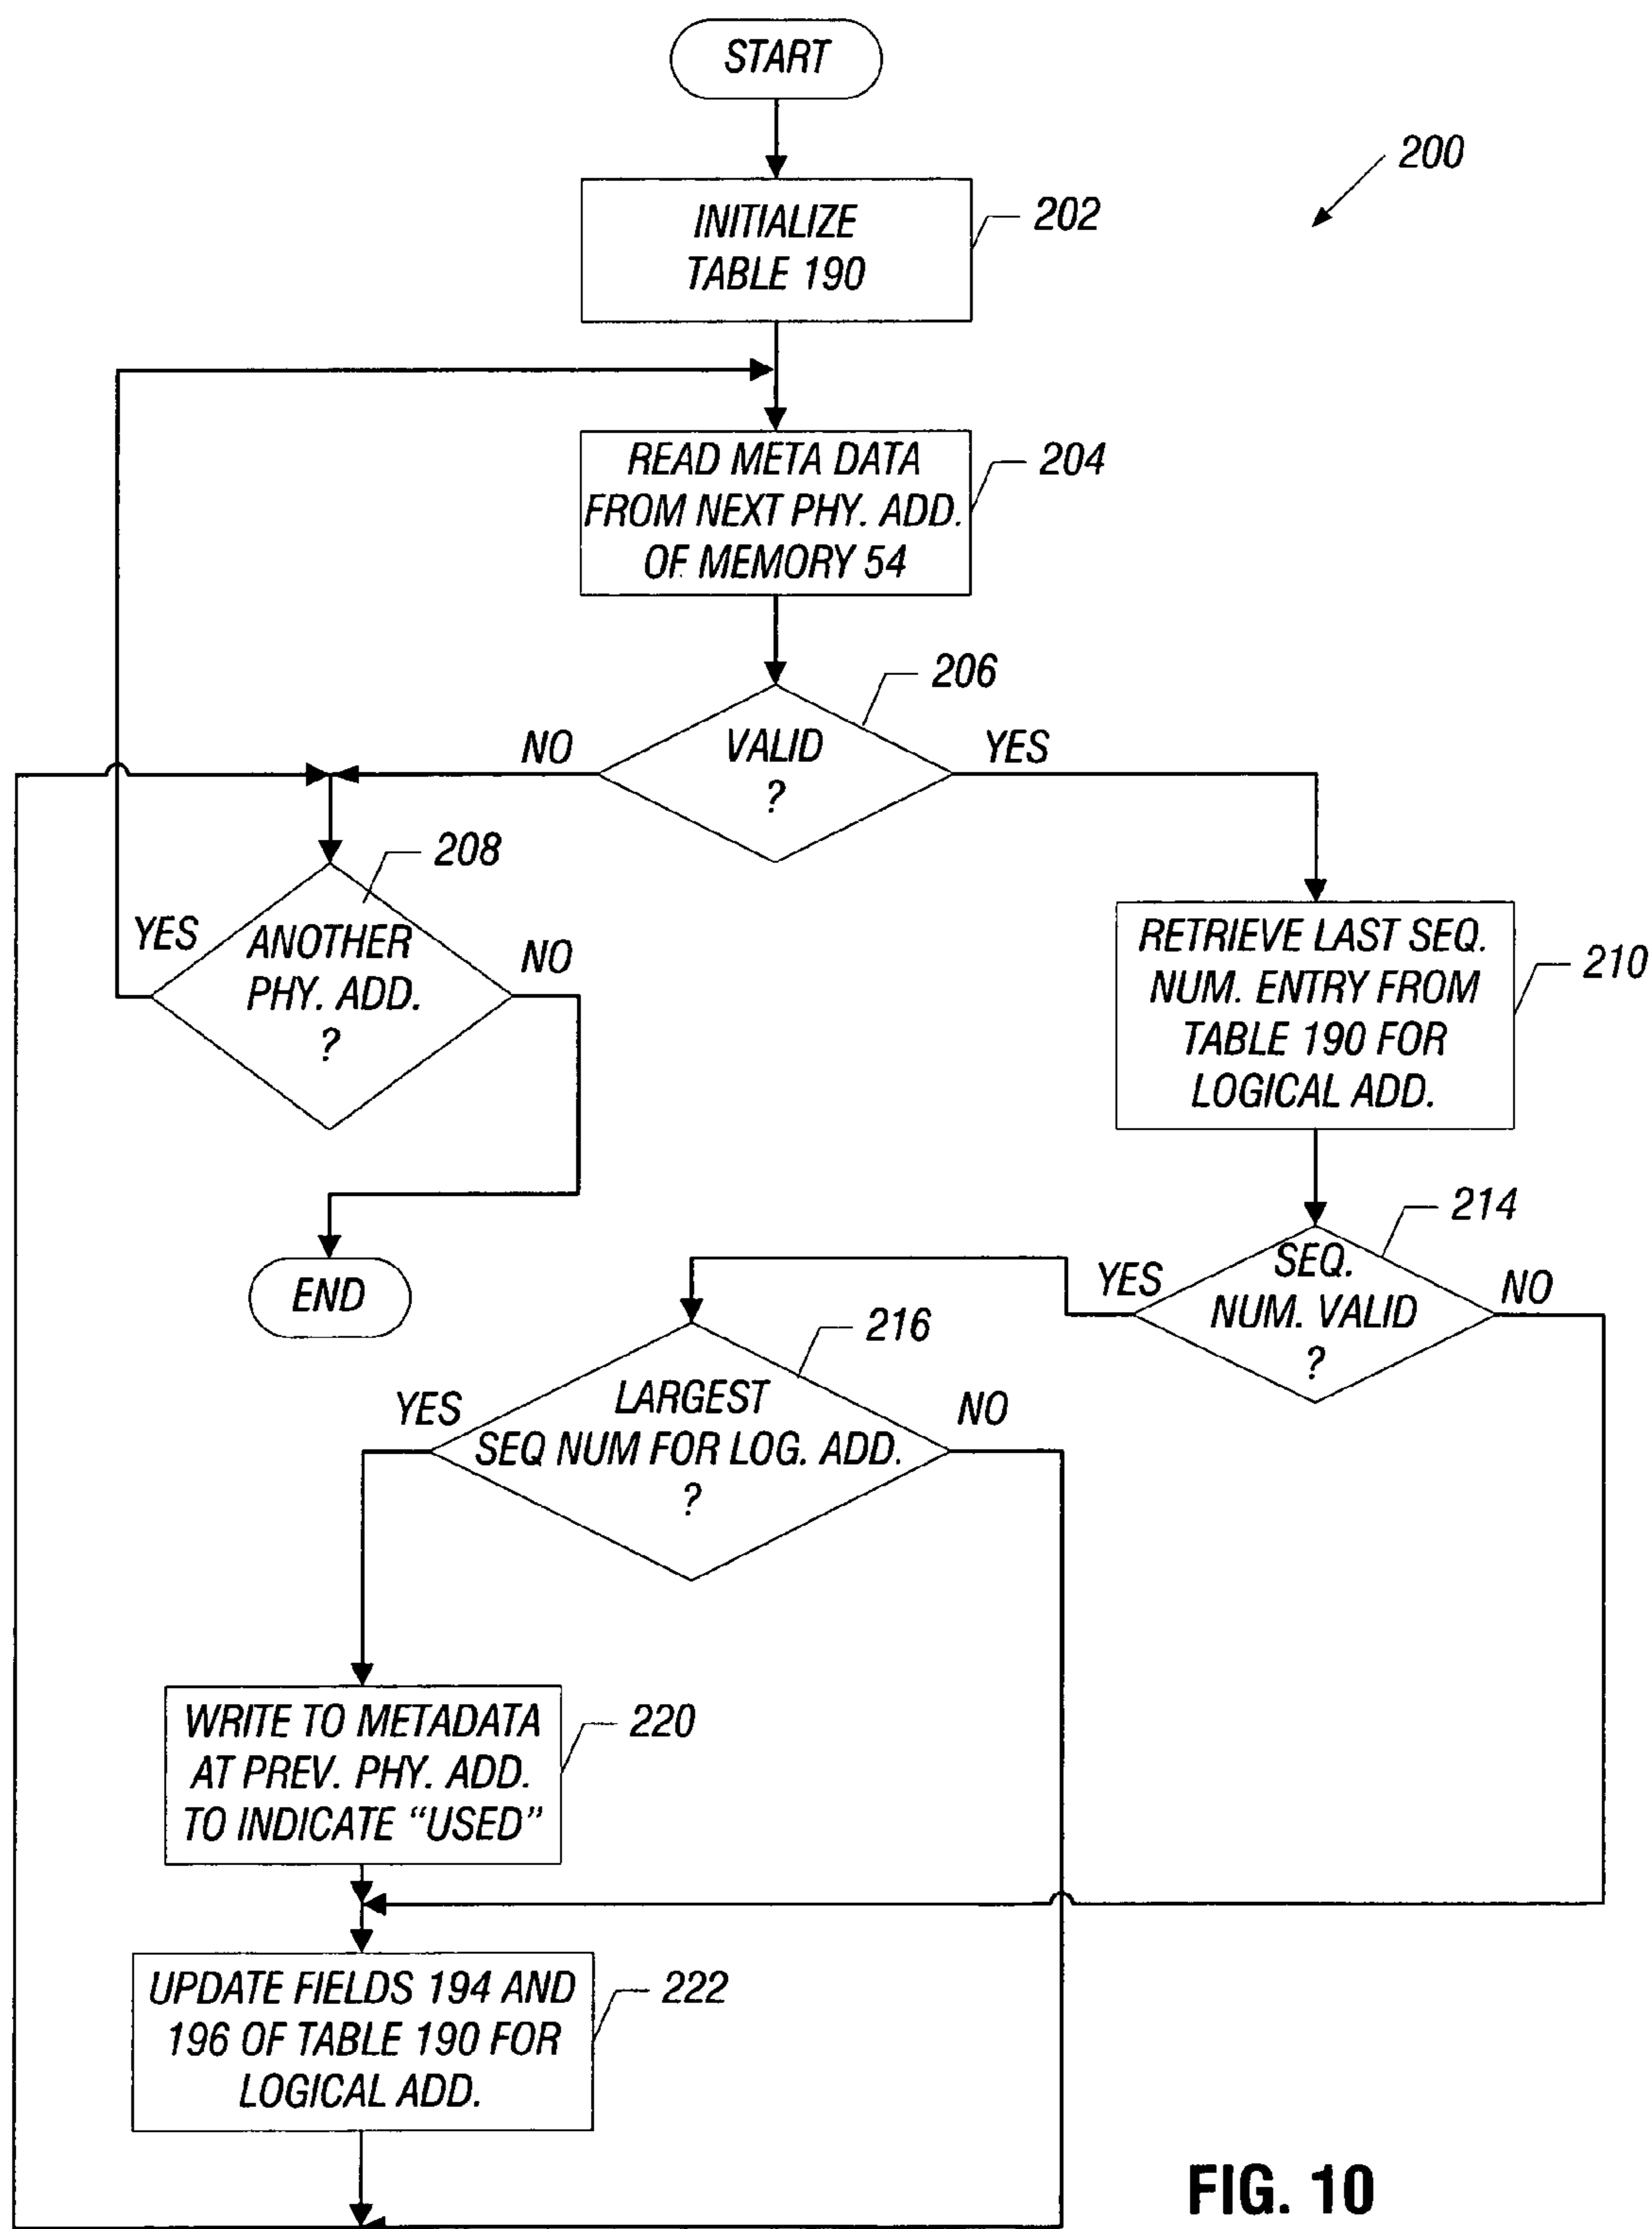 START
200
INITIALIZE
TABLE 190
202
READ META DATA
FROM NEXT PHY. ADD.
OF MEMORY 54
204
206
VALID
?
NO
YES
208
ANOTHER
PHY. ADD.
?
YES
NO
RETRIEVE LAST SEQ.
NUM. ENTRY FROM
TABLE 190 FOR
LOGICAL ADD.
210
END
214
SEQ.
NUM. VALID
?
YES
NO
216
LARGEST
SEQ NUM FOR LOG. ADD.
?
YES
NO
WRITE TO METADATA
AT PREV. PHY. ADD.
TO INDICATE “USED”
220
UPDATE FIELDS 194 AND
196 OF TABLE 190 FOR
LOGICAL ADD.
222
FIG. 10